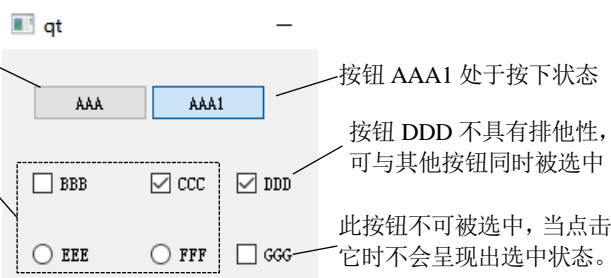 qt
AAA AAA1
按钮 AAA1 处于按下状态
按钮 DDD 不具有排他性，
可与其他按钮同时被选中
BBB CCC DDD
此按钮不可被选中，当点击
它时不会呈现出选中状态。
EEE FFF GGG